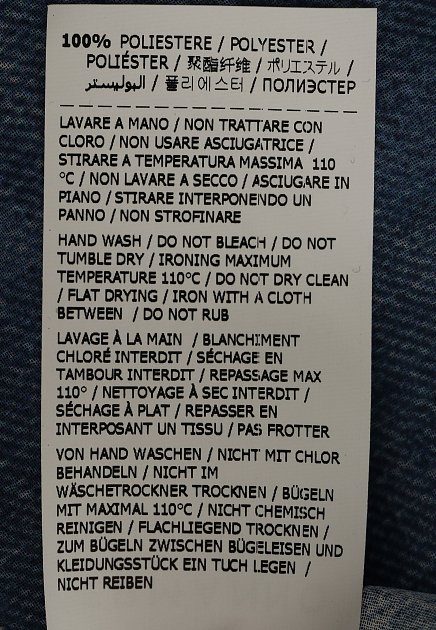 100% POLIESTERE / POLYESTER /
POLIÉSTER / 聚酯纤维 / ポリエステル /
البوليستر / 폴리에스터 / ПОЛИЭСТЕР
LAVARE A MANO / NON TRATTARE CON
CLORO / NON USARE ASCIUGATRICE /
STIRARE A TEMPERATURA MASSIMA 110
°C / NON LAVARE A SECCO / ASCIUGARE IN
PIANO / STIRARE INTERPONENDO UN
PANNO / NON STROFINARE
HAND WASH / DO NOT BLEACH / DO NOT
TUMBLE DRY / IRONING MAXIMUM
TEMPERATURE 110°C / DO NOT DRY CLEAN
/ FLAT DRYING / IRON WITH A CLOTH
BETWEEN / DO NOT RUB
LAVAGE À LA MAIN / BLANCHIMENT
CHLORÉ INTERDIT / SÉCHAGE EN
TAMBOUR INTERDIT / REPASSAGE MAX
110° / NETTOYAGE À SEC INTERDIT /
SÉCHAGE À PLAT / REPASSER EN
INTERPOSANT UN TISSU / PAS FROTTER
VON HAND WASCHEN / NICHT MIT CHLOR
BEHANDELN / NICHT IM
WÄSCHETROCKNER TROCKNEN / BÜGELN
MIT MAXIMAL 110°C / NICHT CHEMISCH
REINIGEN / FLACHLIEGEND TROCKNEN /
ZUM BÜGELN ZWISCHEN BÜGELEISEN UND
KLEIDUNGSSTÜCK EIN TUCH LEGEN /
NICHT REIBEN